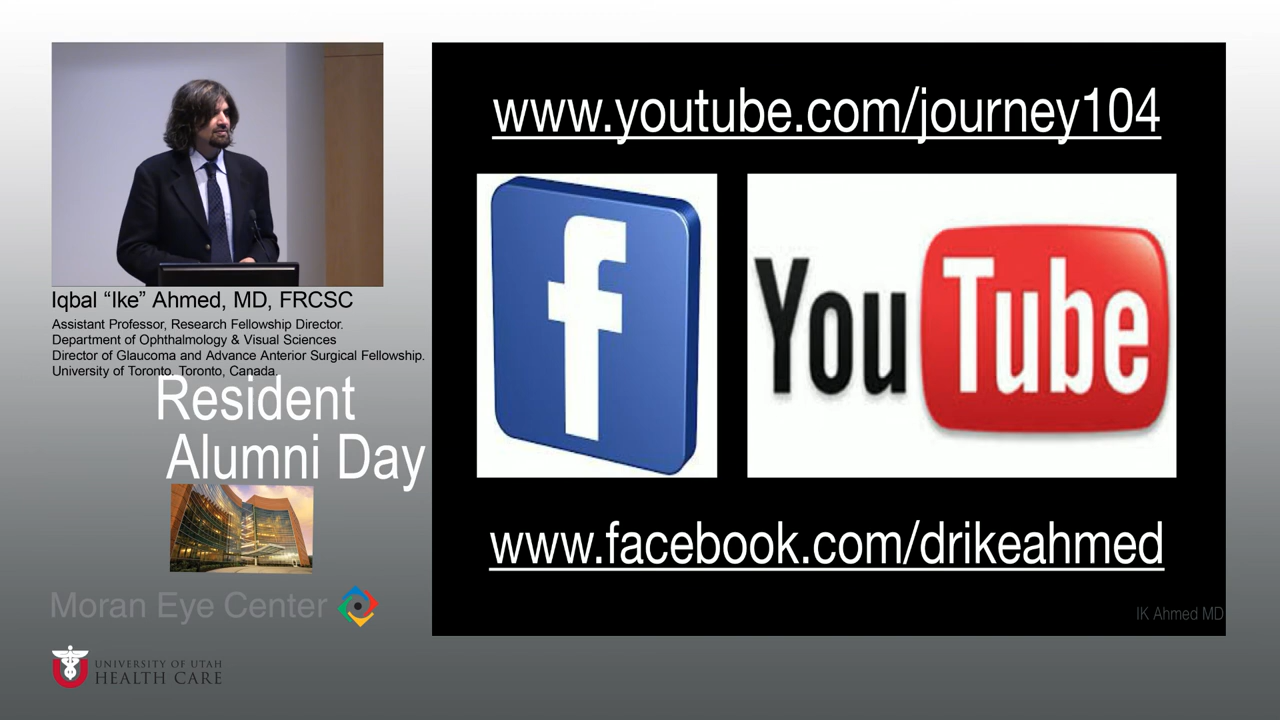 Iqbal “Ike” Ahmed, MD, FRCSC
Assistant Professor, Research Fellowship Director.
Department of Ophthalmology & Visual Sciences
Director of Glaucoma and Advance Anterior Surgical Fellowship.
University of Toronto. Toronto, Canada.
Resident
Alumni Day
Moran Eye Center
U
UNIVERSITY OF UTAH
HEALTH CARE
www.youtube.com/journey104
f
YouTube
www.facebook.com/drikeahmed
IK Ahmed MD